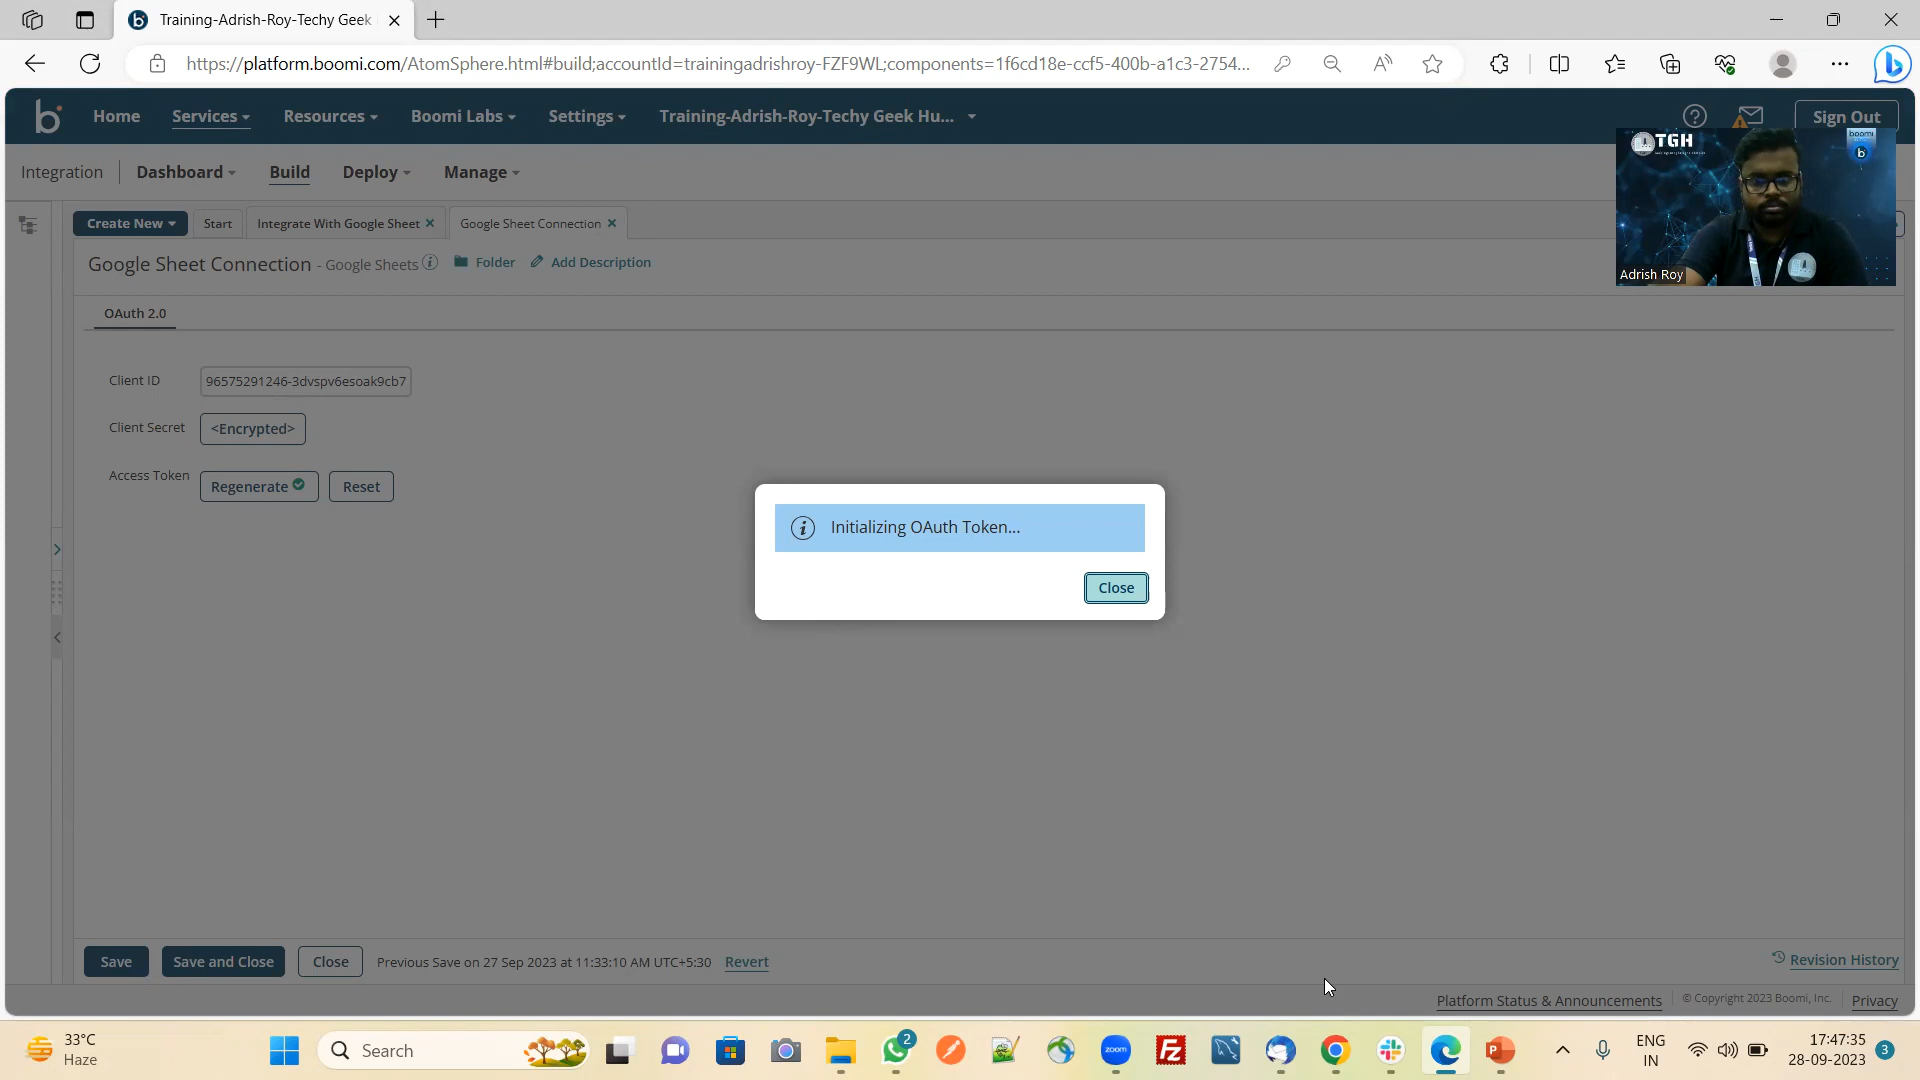 Training-Adrish-Roy-Techy Geek
https://platform.boomi.com/AtomSphere.html#build;accountId=trainingadrishroy-FZF9WL;components=1f6cd18e-ccf5-400b-a1c3-2754...
Home Services Resources Boomi Labs Settings Training-Adrish-Roy-Techy Geek Hu... Sign Out
Integration Dashboard Build Deploy Manage
TGH
boomi
Adrish Roy
Create New Start Integrate With Google Sheet Google Sheet Connection
Google Sheet Connection - Google Sheets Folder Add Description
OAuth 2.0
Client ID 96575291246-3dvspv6esoak9cb7
Client Secret <Encrypted>
Access Token Regenerate Reset
Initializing OAuth Token...
Close
Save Save and Close Close Previous Save on 27 Sep 2023 at 11:33:10 AM UTC+5:30 Revert
Revision History
Platform Status & Announcements © Copyright 2023 Boomi, Inc. Privacy
33°C
Haze
Search
2
zoom
ENG
IN
17:47:35
28-09-2023
3